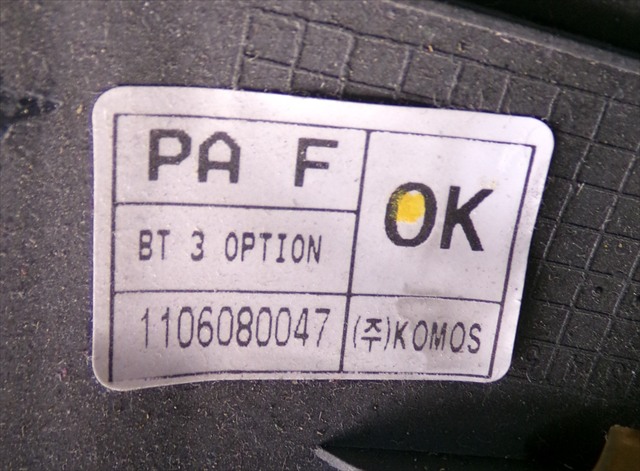 PA F
OK
BT 3 OPTION
1106080047
(주)KOMOS